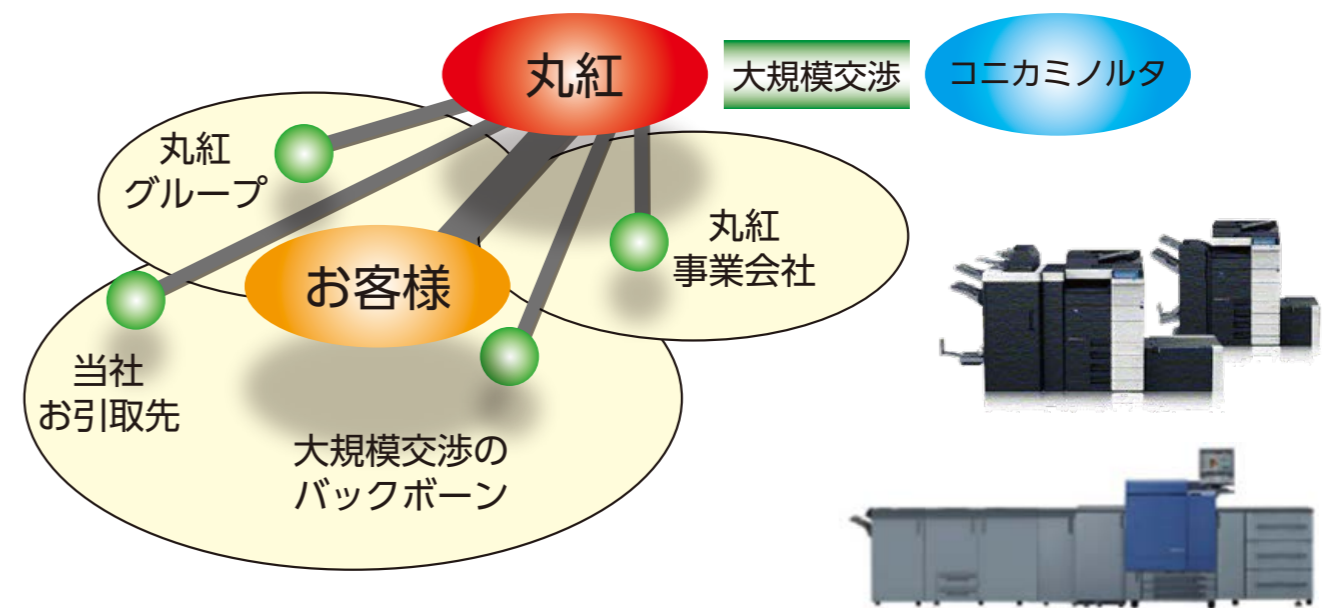 丸紅
大規模交渉
コニカミノルタ
丸紅
グループ
丸紅
事業会社
お客様
当社
お引取先
大規模交渉の
バックボーン